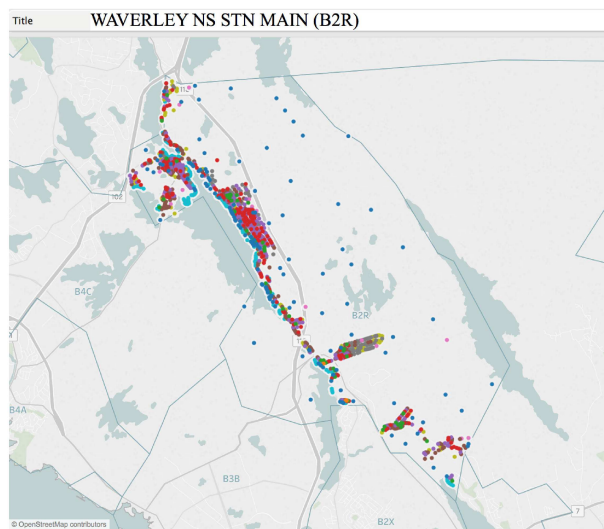 Title
WAVERLEY NS STN MAIN (B2R)
102
B4C
B2R
B4A
B3B
B2X
7
© OpenStreetMap contributors